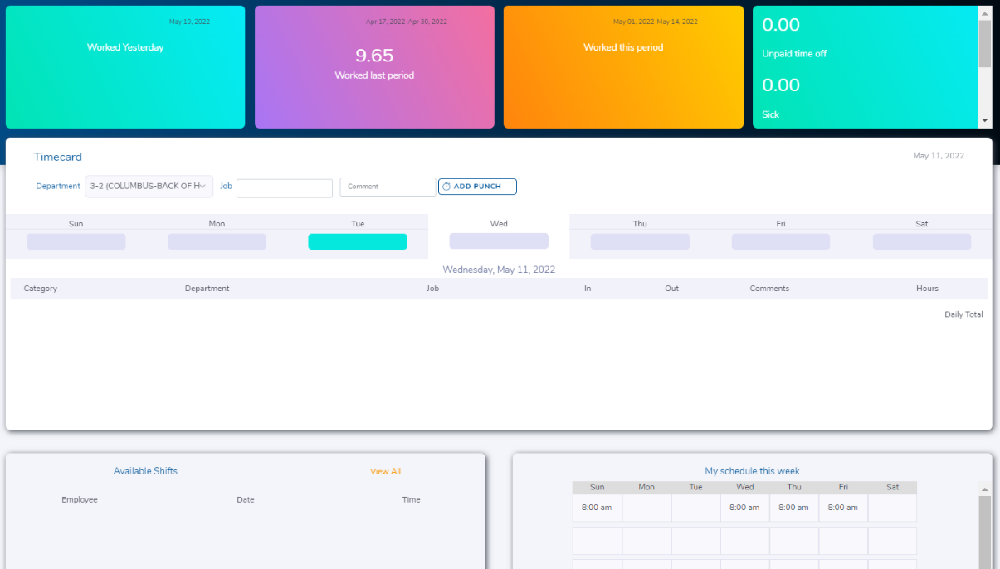 May 10, 2022
Worked Yesterday
Apr 17, 2022-Apr 30, 2022
9.65
Worked last period
May 01, 2022-May 14, 2022
Worked this period
0.00
Unpaid time off
0.00
Sick
Timecard
May 11, 2022
Department 3-2 (COLUMBUS-BACK OF H Job Comment ADD PUNCH
Sun Mon Tue Wed Thu Fri Sat
Wednesday, May 11, 2022
Category Department Job In Out Comments Hours
Daily Total
Available Shifts View All
Employee Date Time
My schedule this week
Sun Mon Tue Wed Thu Fri Sat
8:00 am 8:00 am 8:00 am 8:00 am